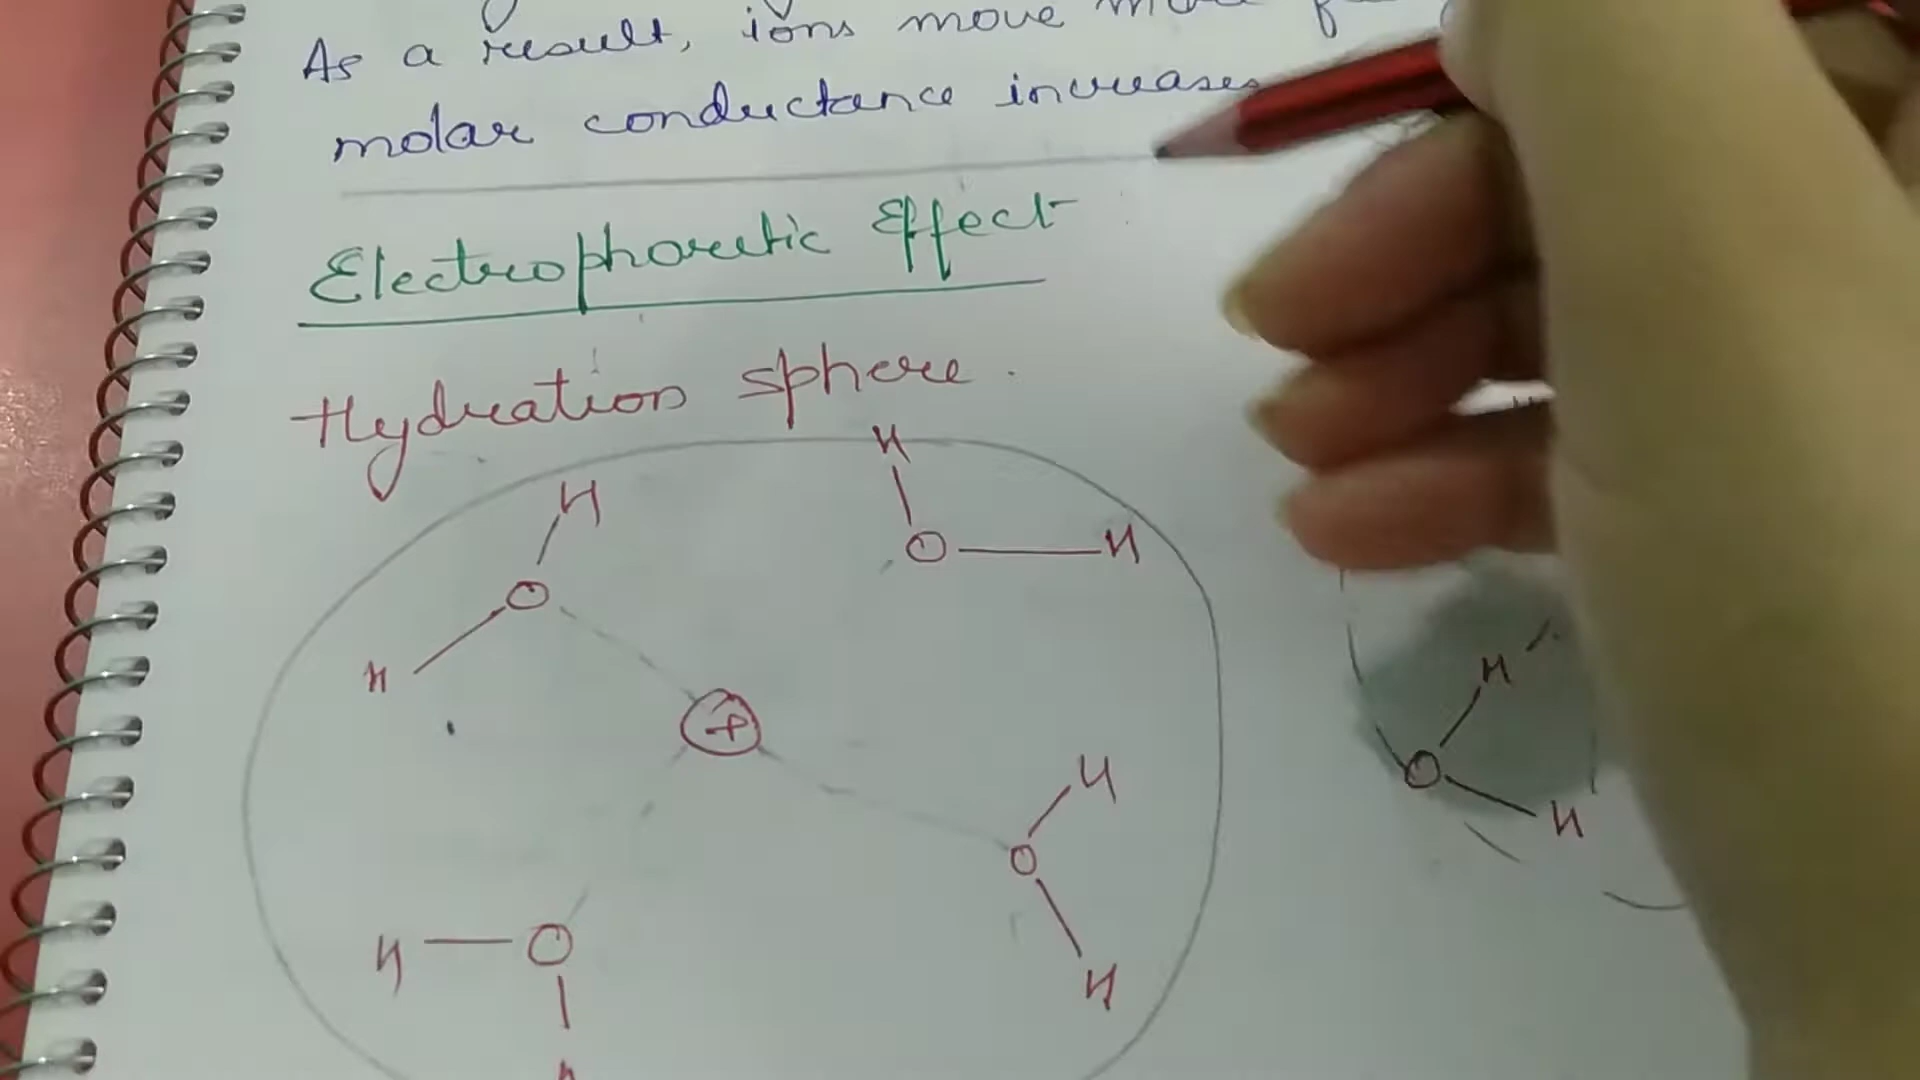 As a result, ions move
molar conductance increases
Electrophoretic Effect
Hydration sphere.
H
H
O
O
H
H
H
+
H
H
O
O
H
H
O
H